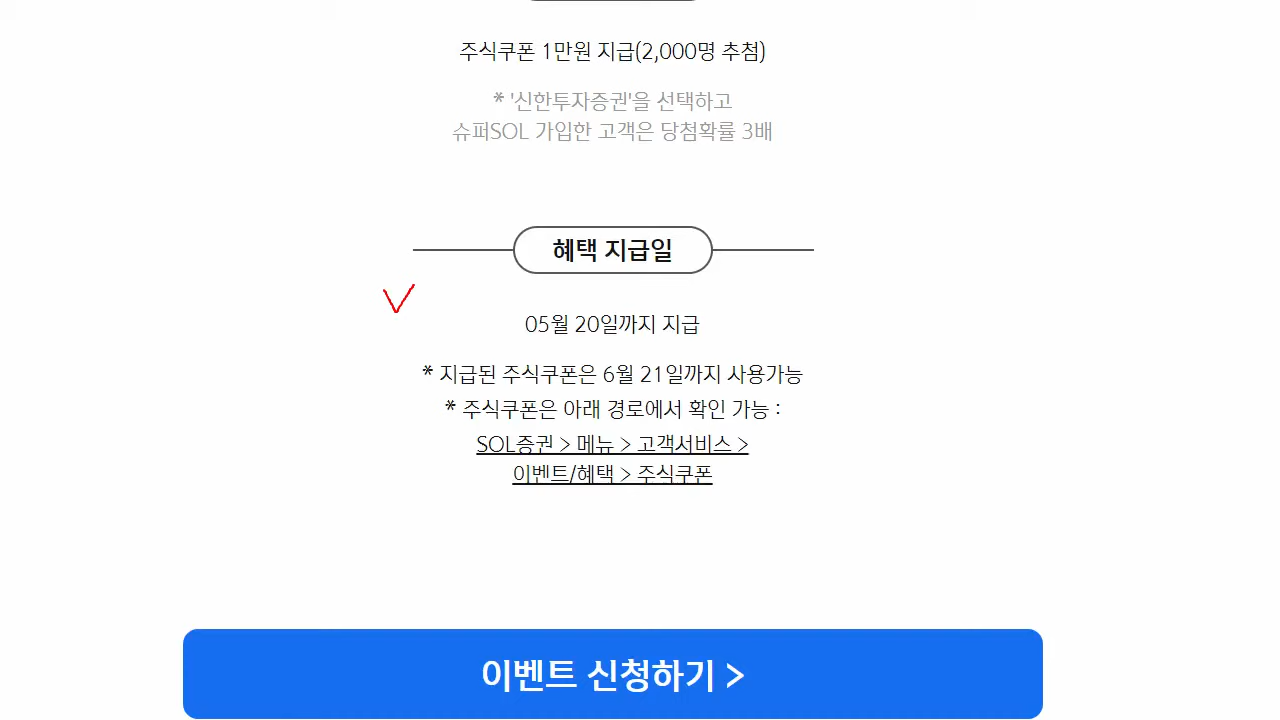 주식쿠폰 1만원 지급(2,000명 추첨)
* '신한투자증권'을 선택하고
슈퍼SOL 가입한 고객은 당첨확률 3배
혜택 지급일
05월 20일까지 지급
* 지급된 주식쿠폰은 6월 21일까지 사용가능
* 주식쿠폰은 아래 경로에서 확인 가능 :
SOL증권 > 메뉴 > 고객서비스 >
이벤트/혜택 > 주식쿠폰
이벤트 신청하기 >